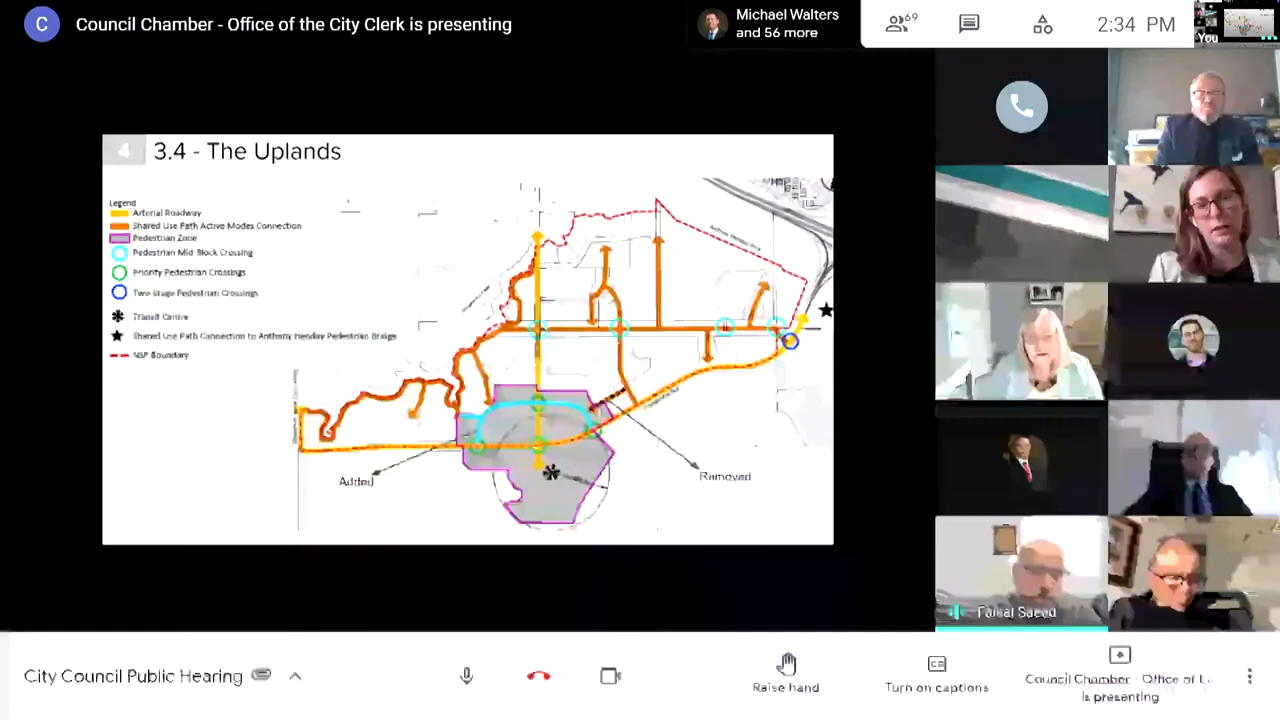 C
Council Chamber - Office of the City Clerk is presenting
Michael Walters
and 56 more
69
2:34 PM
You
4
3.4 - The Uplands
Legend
Arterial Roadway
Shared Use Path Active Modes Connection
Pedestrian Zone
Pedestrian Mid Block Crossing
Priority Pedestrian Crossings
Two Stage Pedestrian Crossings
Transit Centre
Shared Use Path Connection to Anthony Henday Pedestrian Bridge
NSP Boundary
Added
Removed
Faisal Saeed
City Council Public Hearing
Raise hand
Turn on captions
Council Chamber - Office of t...
is presenting